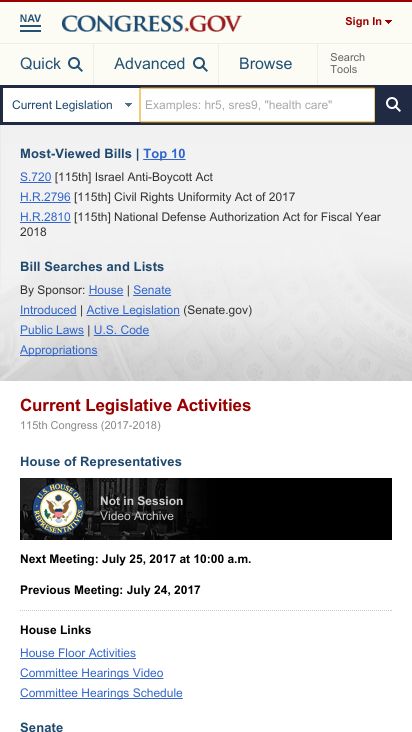 NAV
CONGRESS.GOV
Sign In
Quick
Advanced
Browse
Search
Tools
Current Legislation
Examples: hr5, sres9, "health care"
Most-Viewed Bills | Top 10
S.720 [115th] Israel Anti-Boycott Act
H.R.2796 [115th] Civil Rights Uniformity Act of 2017
H.R.2810 [115th] National Defense Authorization Act for Fiscal Year
2018
Bill Searches and Lists
By Sponsor: House | Senate
Introduced | Active Legislation (Senate.gov)
Public Laws | U.S. Code
Appropriations
Current Legislative Activities
115th Congress (2017-2018)
House of Representatives
U.S. HOUSE OF REPRESENTATIVES
Not in Session
Video Archive
Next Meeting: July 25, 2017 at 10:00 a.m.
Previous Meeting: July 24, 2017
House Links
House Floor Activities
Committee Hearings Video
Committee Hearings Schedule
Senate